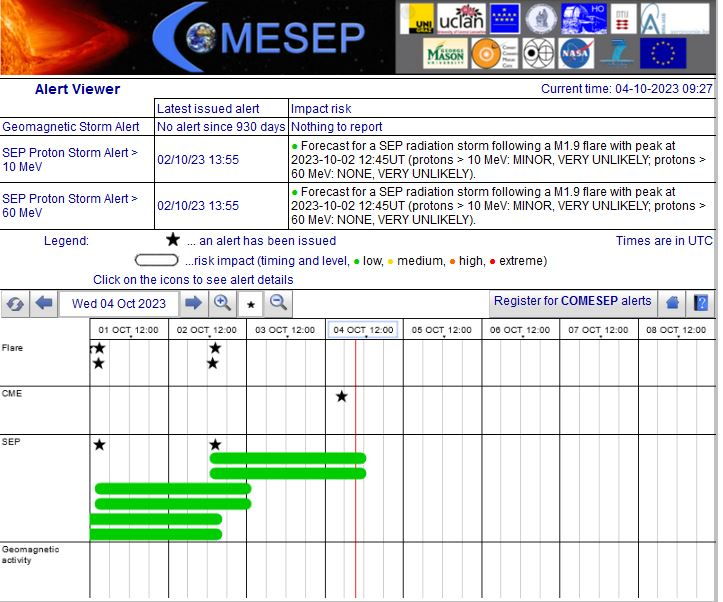 COMESEP
UNI
GRAZ
uclan
HO
DTU
GEORGE
MASON
UNIVERSITY
NASA
Alert Viewer
Current time: 04-10-2023 09:27
Latest issued alert
Impact risk
Geomagnetic Storm Alert
No alert since 930 days
Nothing to report
SEP Proton Storm Alert >
10 MeV
02/10/23 13:55
Forecast for a SEP radiation storm following a M1.9 flare with peak at
2023-10-02 12:45UT (protons > 10 MeV: MINOR, VERY UNLIKELY; protons >
60 MeV: NONE, VERY UNLIKELY).
SEP Proton Storm Alert >
60 MeV
02/10/23 13:55
Forecast for a SEP radiation storm following a M1.9 flare with peak at
2023-10-02 12:45UT (protons > 10 MeV: MINOR, VERY UNLIKELY; protons >
60 MeV: NONE, VERY UNLIKELY).
Legend:
... an alert has been issued
Times are in UTC
...risk impact (timing and level, low, medium, high, extreme)
Click on the icons to see alert details
Wed 04 Oct 2023
Register for COMESEP alerts
?
01 OCT 12:00
02 OCT 12:00
03 OCT 12:00
04 OCT 12:00
05 OCT 12:00
06 OCT 12:00
07 OCT 12:00
08 OCT 12:00
Flare
CME
SEP
Geomagnetic
activity